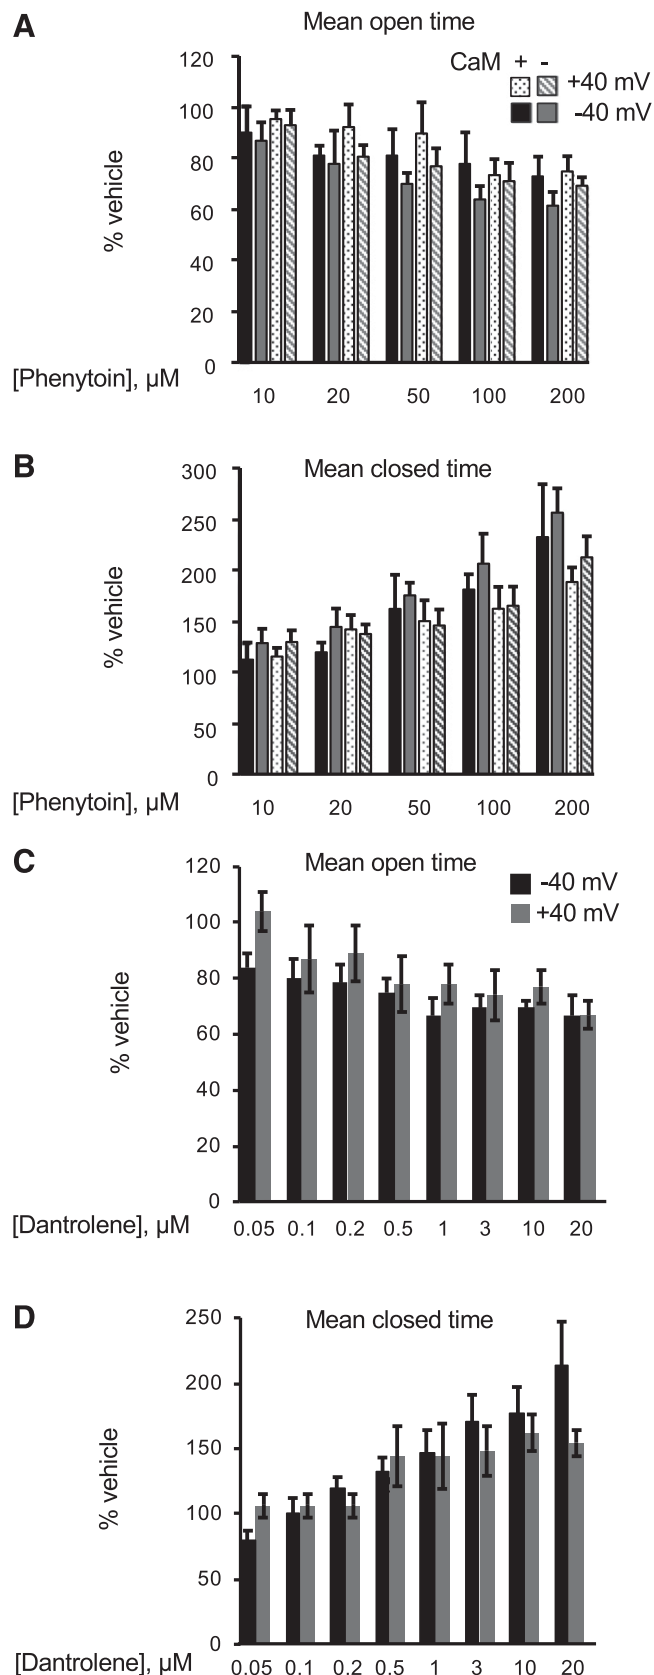 A
Mean open time
CaM + -
+40 mV
-40 mV
120
100
80
60
40
20
0
% vehicle
[Phenytoin], µM
10 20 50 100 200
B
Mean closed time
300
250
200
150
100
50
0
% vehicle
[Phenytoin], µM
10 20 50 100 200
C
Mean open time
-40 mV
+40 mV
120
100
80
60
40
20
0
% vehicle
[Dantrolene], µM 0.05 0.1 0.2 0.5 1 3 10 20
D
Mean closed time
250
200
150
100
50
0
% vehicle
[Dantrolene], µM 0.05 0.1 0.2 0.5 1 3 10 20